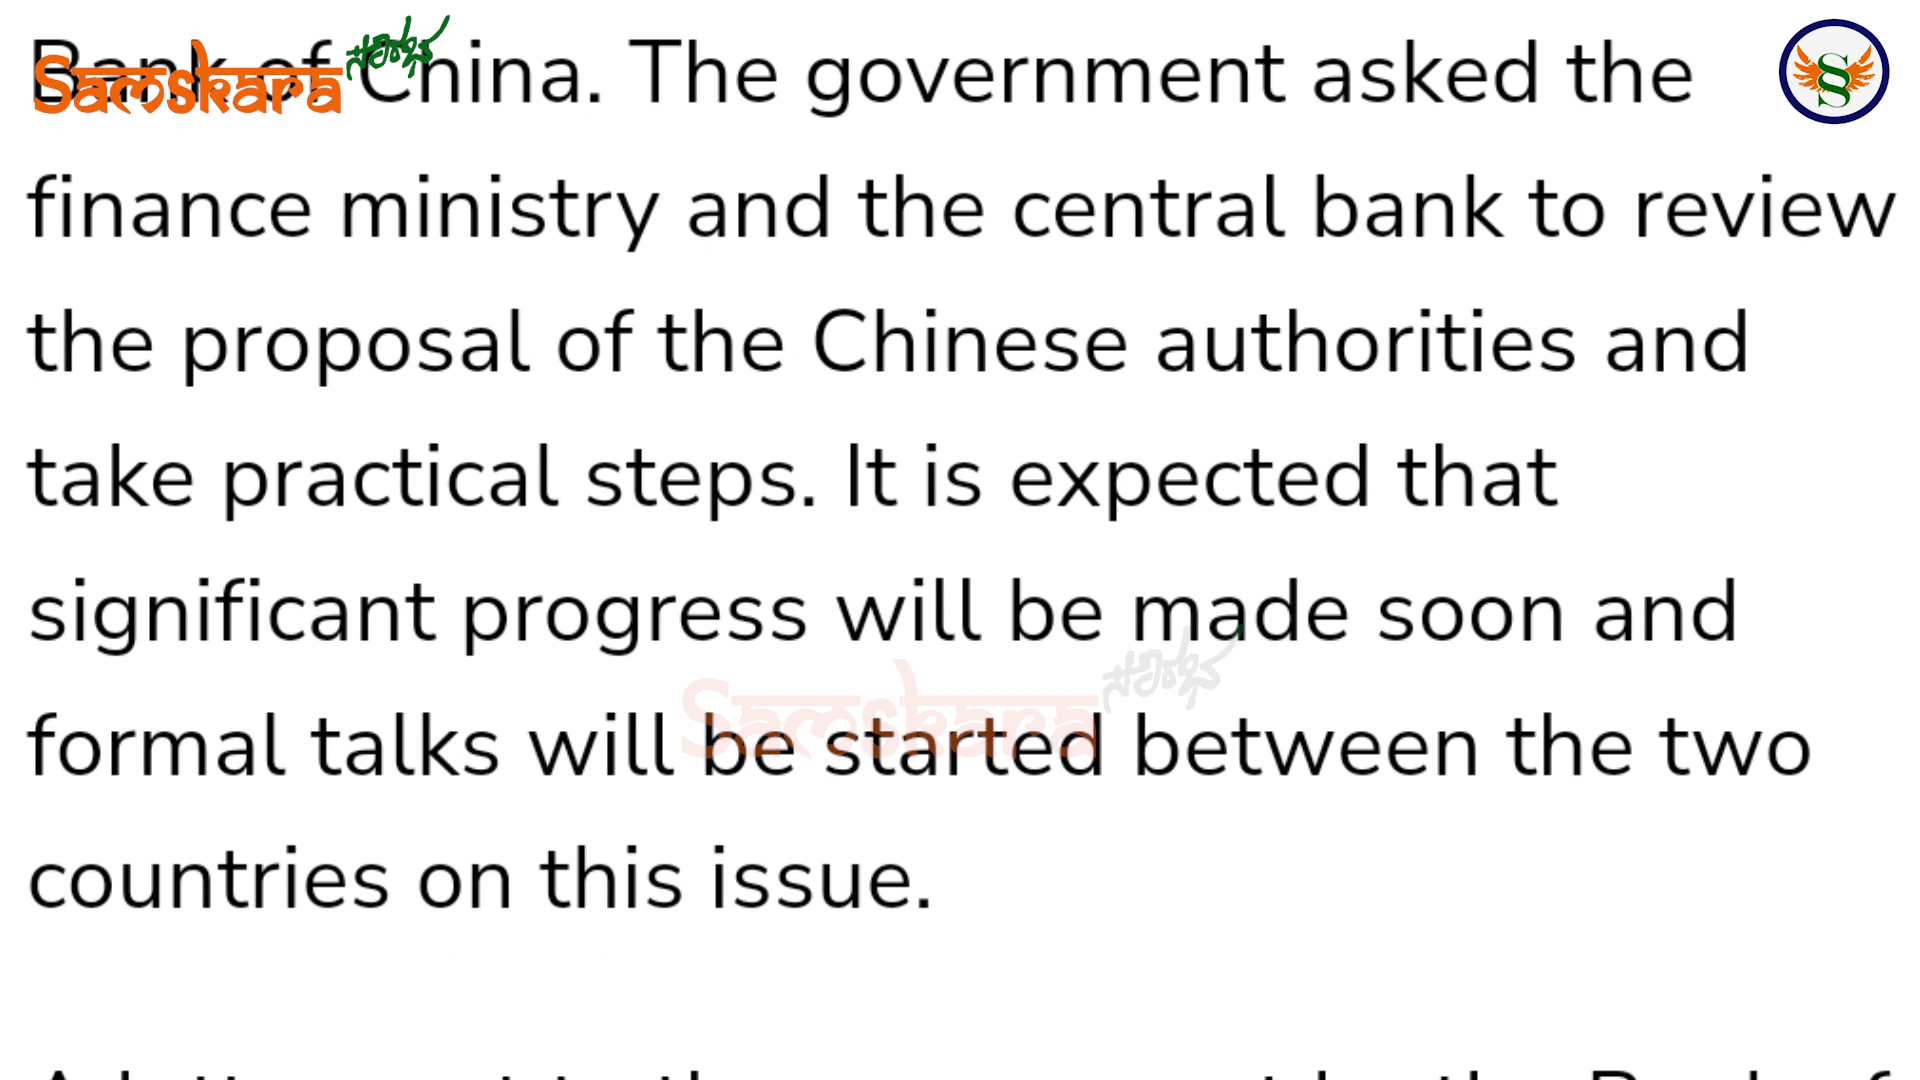 Bank of China. The government asked the
Samskara
ಸಾರ್ಥ
S
finance ministry and the central bank to review
the proposal of the Chinese authorities and
take practical steps. It is expected that
significant progress will be made soon and
Samskara
formal talks will be started between the two
countries on this issue.